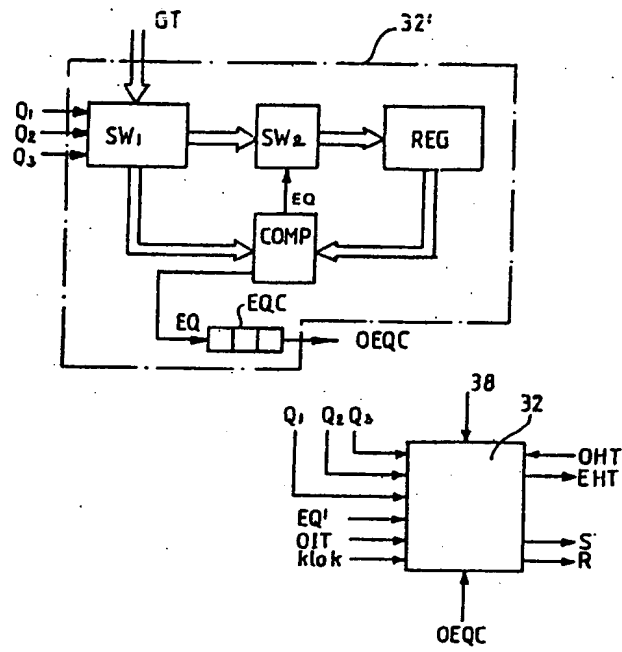 GT
32'
Q1
Q2
Q3
SW1
SW2
REG
EQ
COMP
EQC
EQ
OEQC
38
32
Q1 Q2 Q3
OHT
EHT
EQ'
OIT
klok
S
R
OEQC